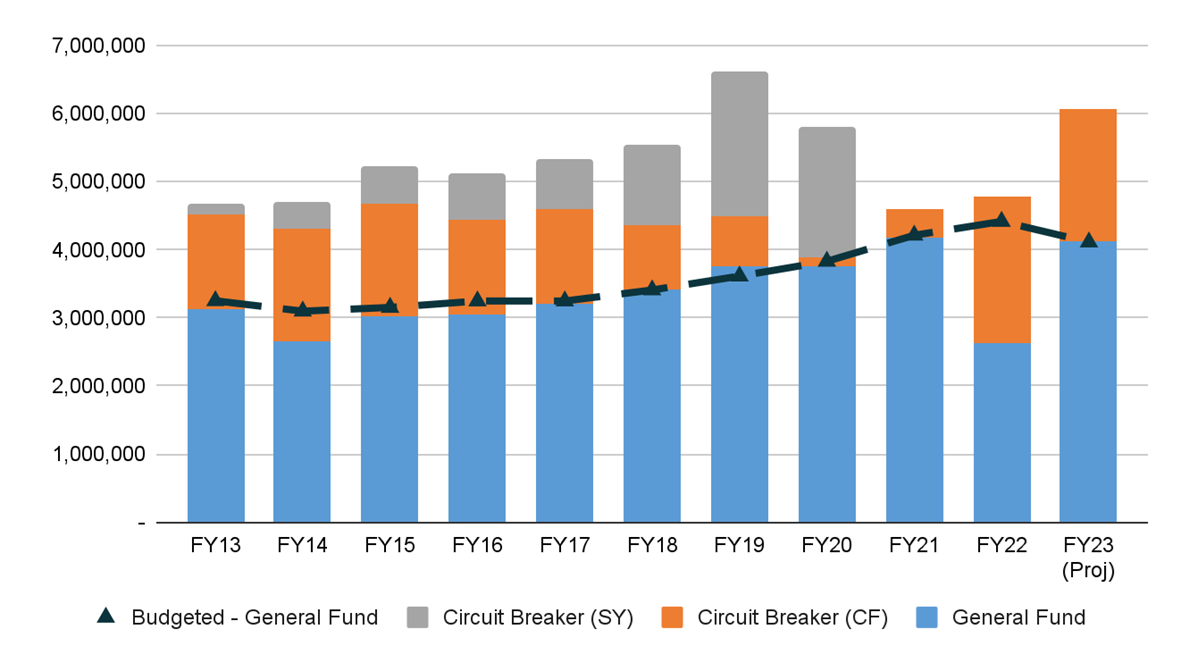 7,000,000
6,000,000
5,000,000
4,000,000
3,000,000
2,000,000
1,000,000
-
FY13 FY14 FY15 FY16 FY17 FY18 FY19 FY20 FY21 FY22 FY23
(Proj)
Budgeted - General Fund Circuit Breaker (SY) Circuit Breaker (CF) General Fund